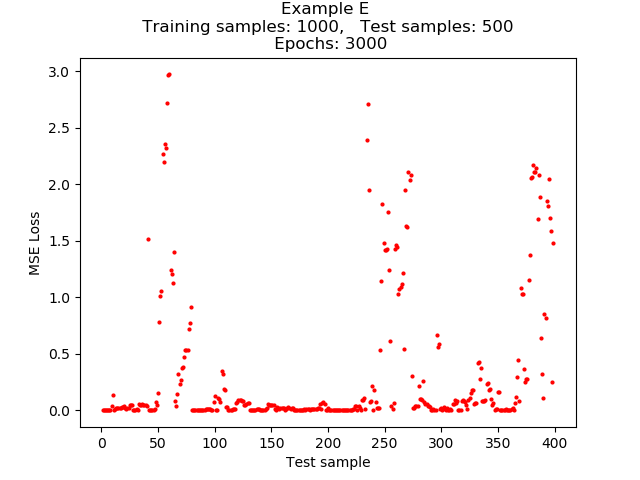 Example E
Training samples: 1000,   Test samples: 500
Epochs: 3000
3.0
2.5
2.0
1.5
1.0
0.5
0.0
MSE Loss
0 50 100 150 200 250 300 350 400
Test sample